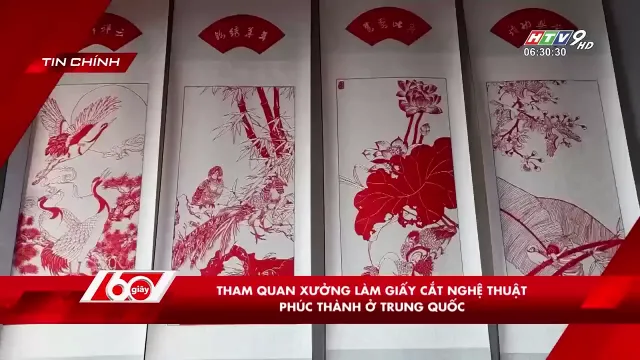 HTV9 HD
06:30:30
TIN CHÍNH
60 giây
THAM QUAN XƯỞNG LÀM GIẤY CẮT NGHỆ THUẬT
PHÚC THÀNH Ở TRUNG QUỐC